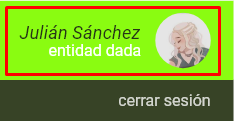 Julián Sánchez
entidad dada
cerrar sesión